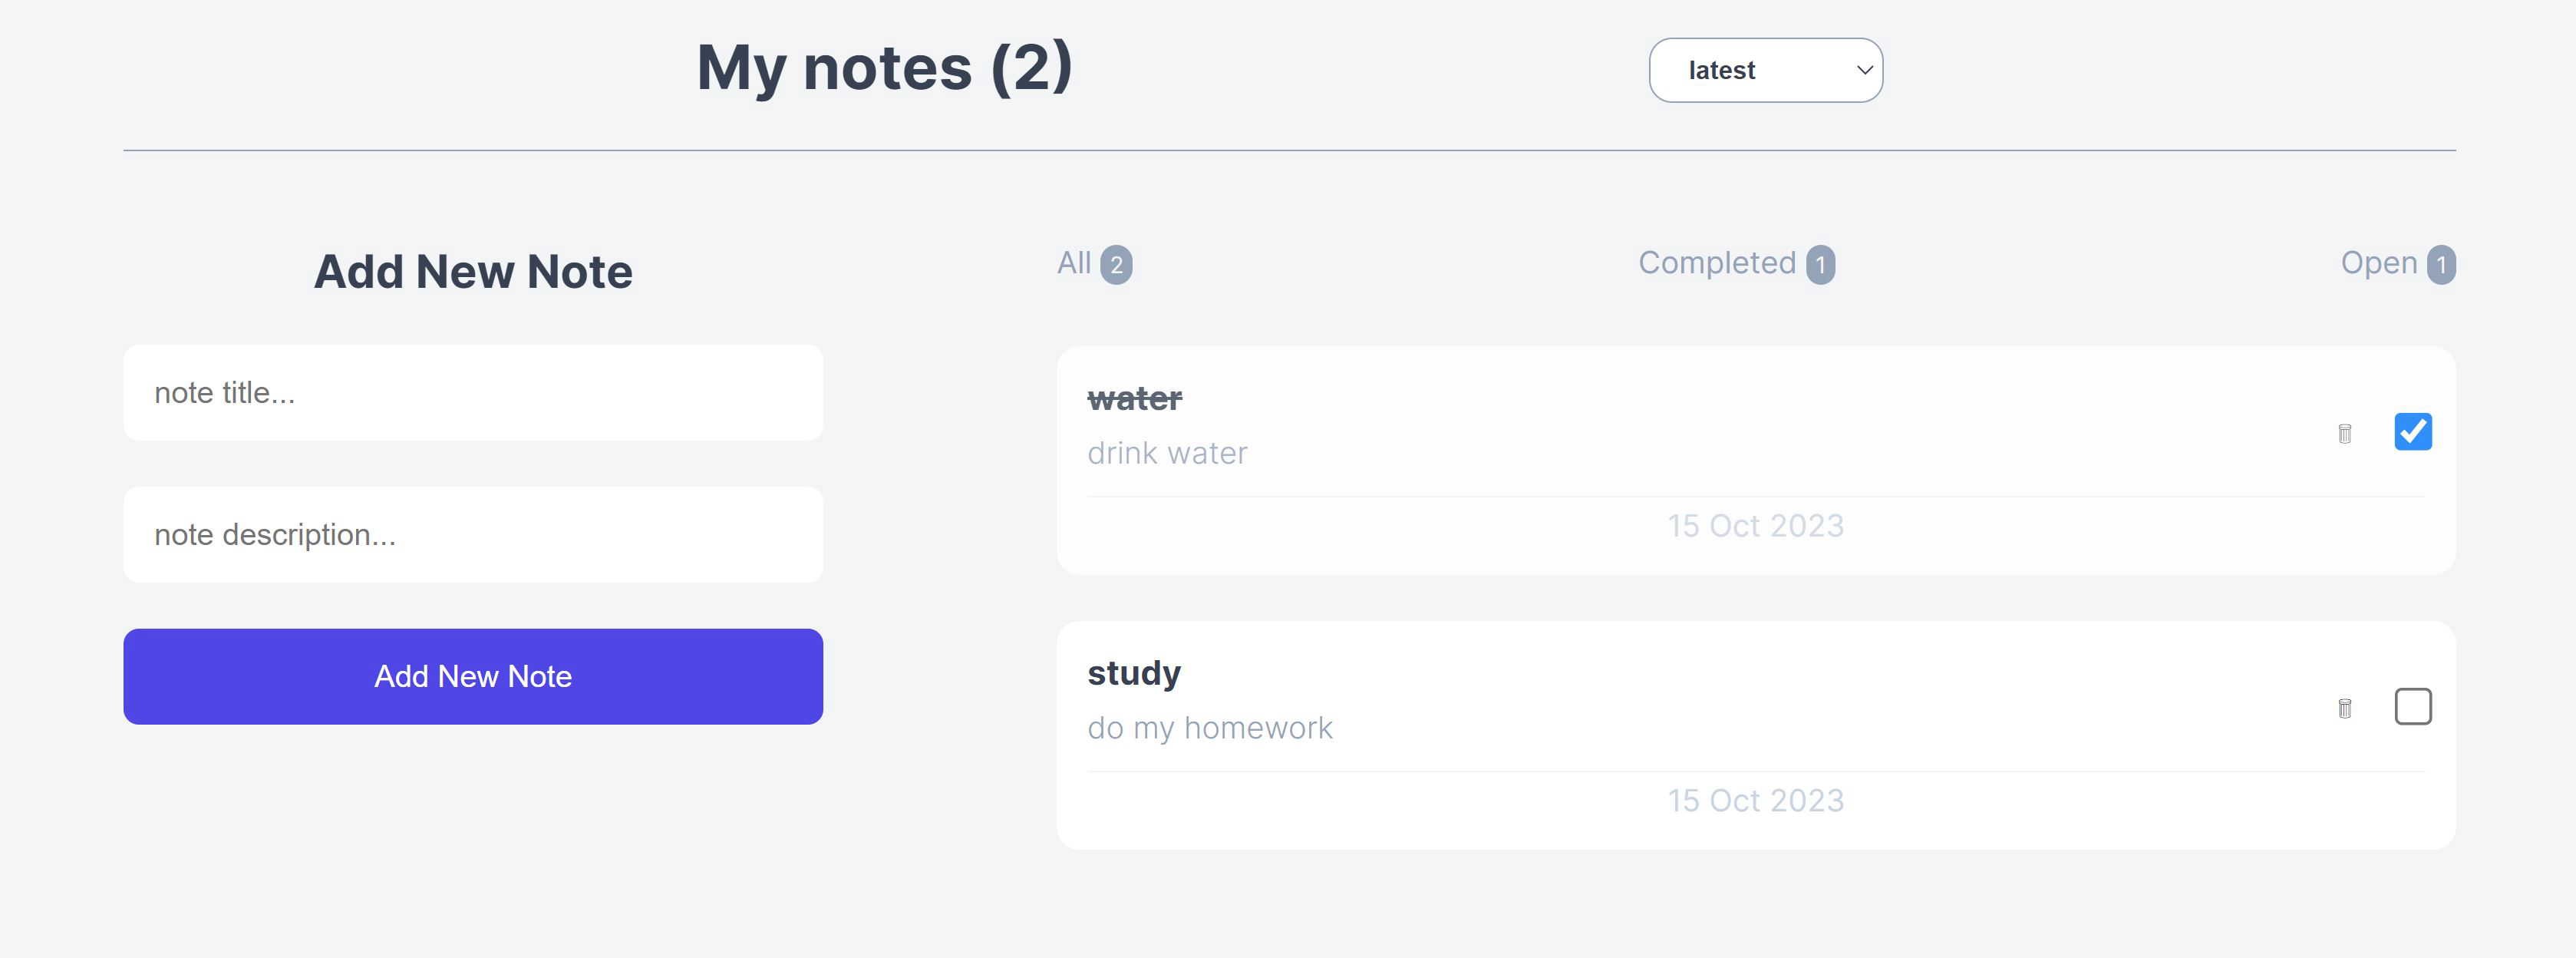 My notes (2)
latest
Add New Note
note title...
note description...
Add New Note
All 2
Completed 1
Open 1
water
drink water
15 Oct 2023
study
do my homework
15 Oct 2023